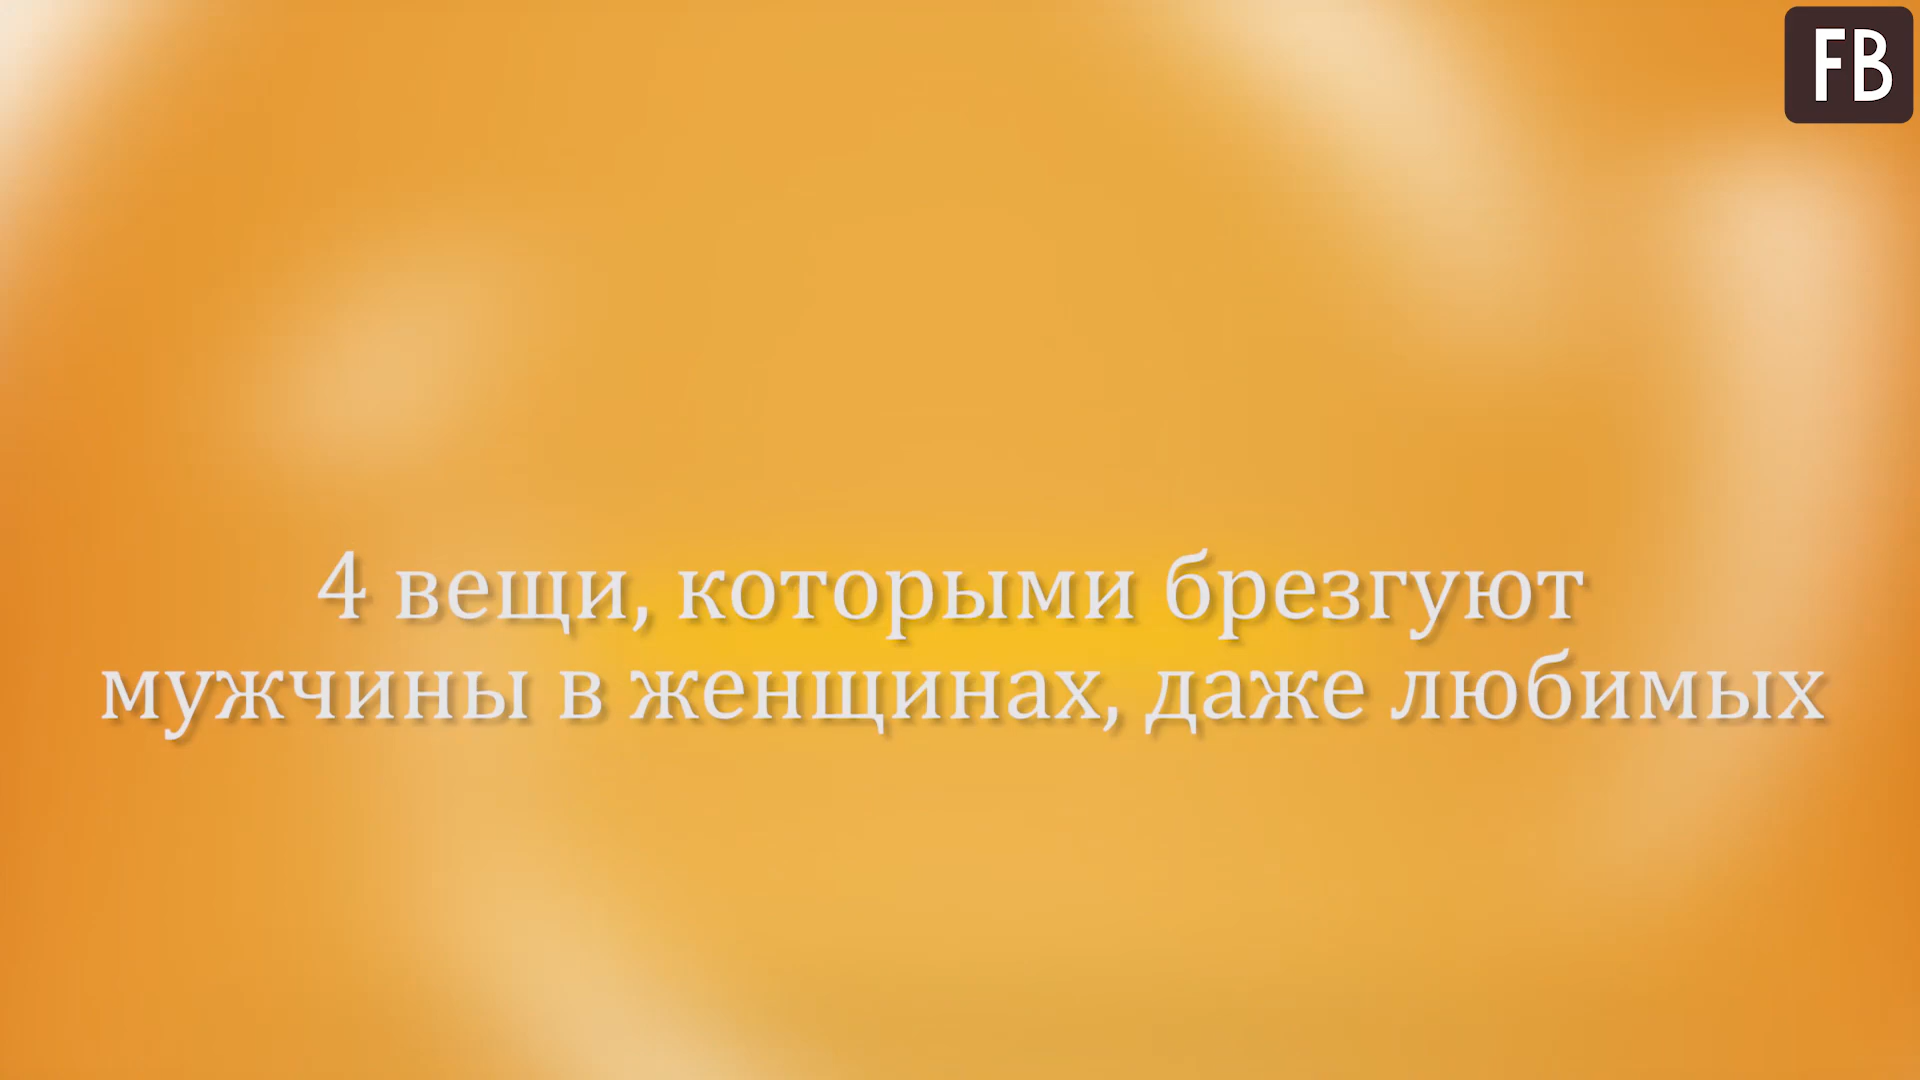 FB
4 вещи, которыми брезгуют
мужчины в женщинах, даже любимых